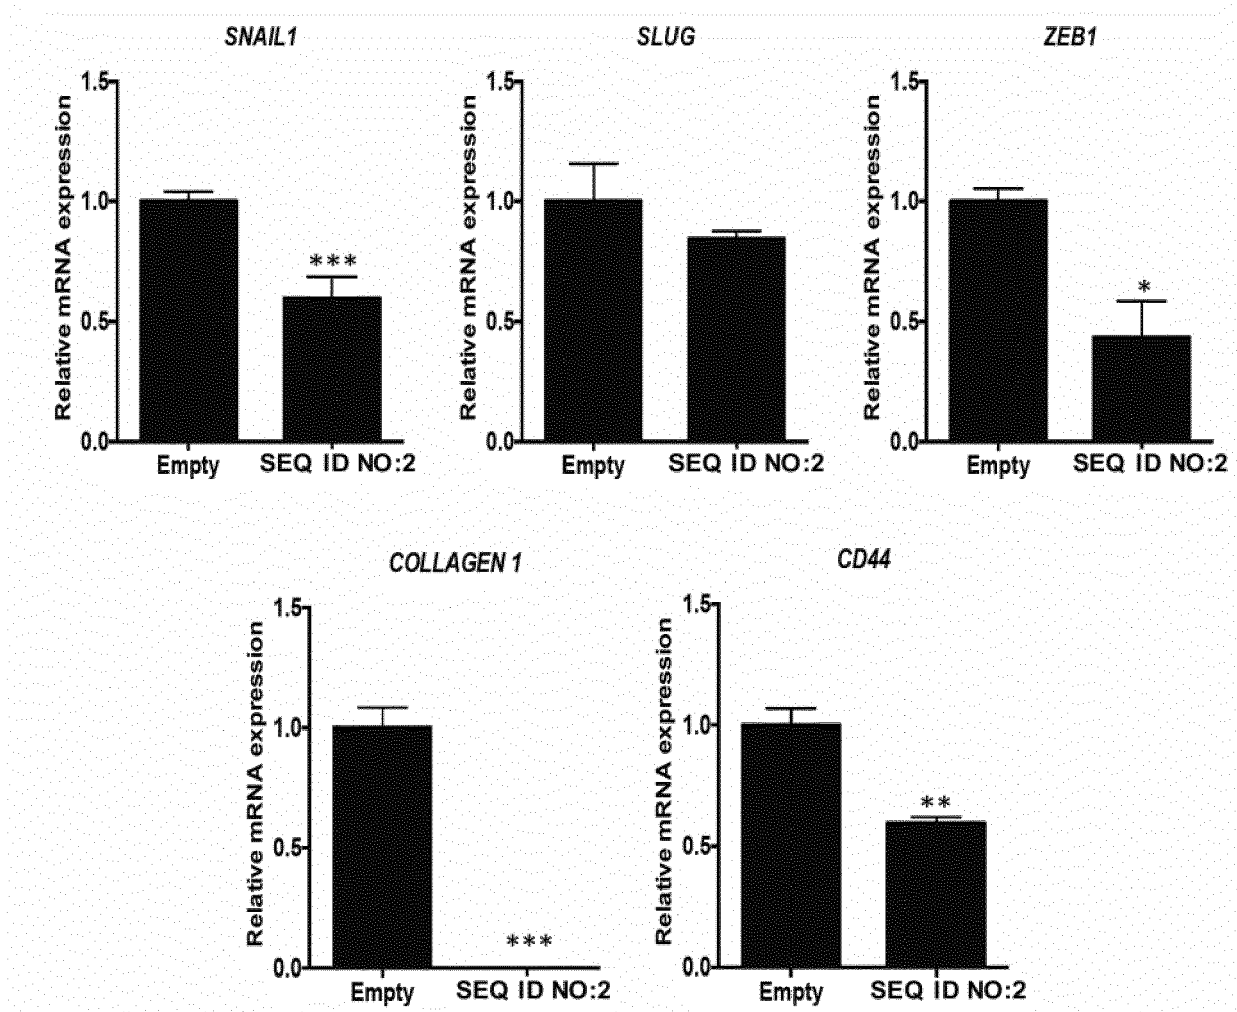 SNAIL1
Relative mRNA expression
1.5
1.0
0.5
0.0
***
Empty SEQ ID NO:2
SLUG
Relative mRNA expression
1.5
1.0
0.5
0.0
Empty SEQ ID NO:2
ZEB1
Relative mRNA expression
1.5
1.0
0.5
0.0
*
Empty SEQ ID NO:2
COLLAGEN 1
Relative mRNA expression
1.5
1.0
0.5
0.0
***
Empty SEQ ID NO:2
CD44
Relative mRNA expression
1.5
1.0
0.5
0.0
**
Empty SEQ ID NO:2